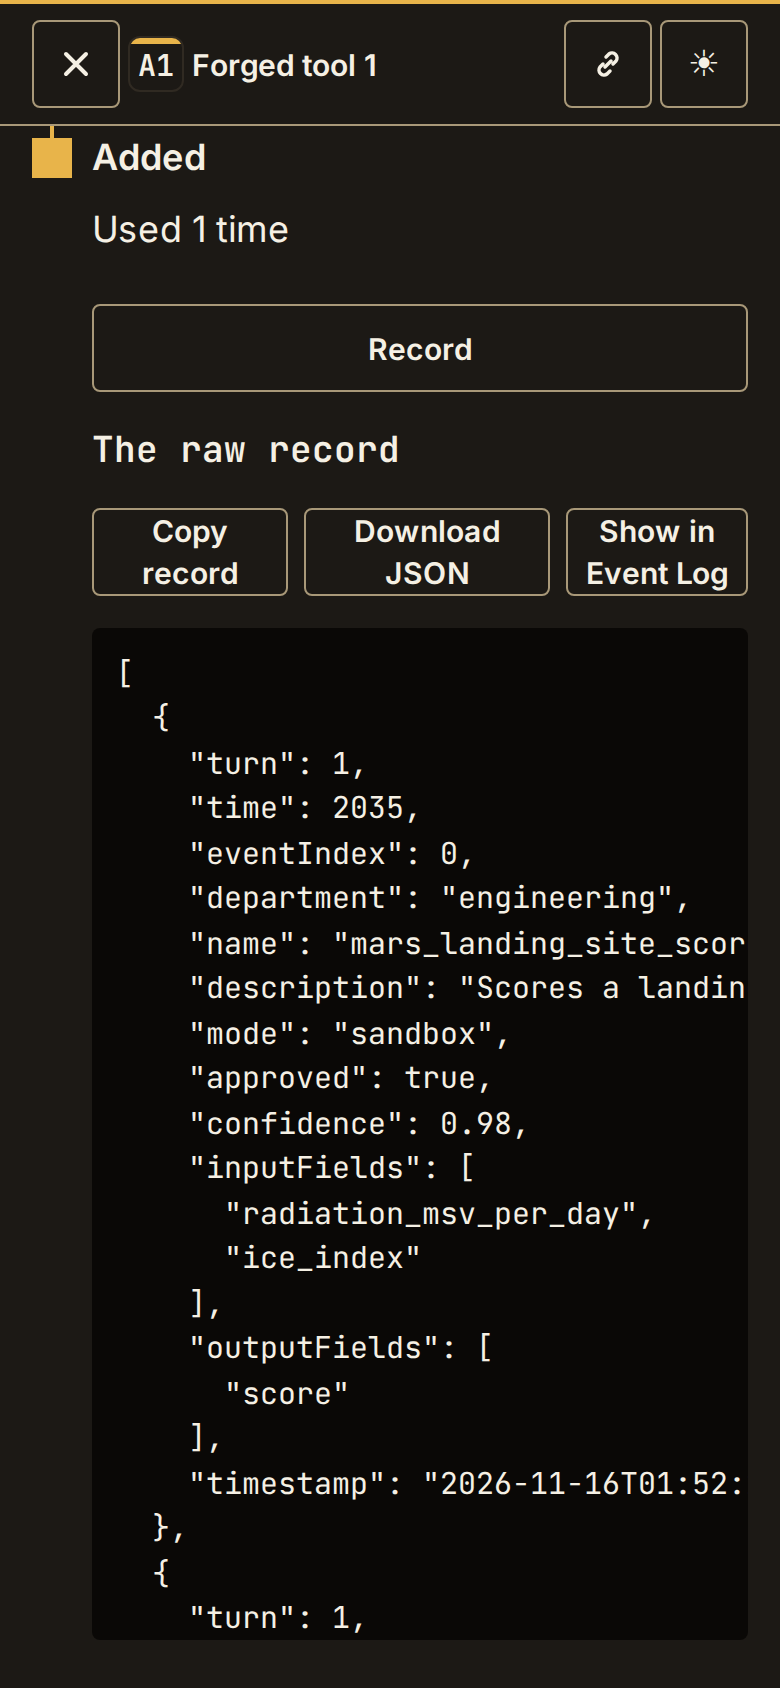 A1 Forged tool 1
Added
Used 1 time
Record
The raw record
Copy record
Download JSON
Show in Event Log
[
  {
    "turn": 1,
    "time": 2035,
    "eventIndex": 0,
    "department": "engineering",
    "name": "mars_landing_site_scor
    "description": "Scores a landin
    "mode": "sandbox",
    "approved": true,
    "confidence": 0.98,
    "inputFields": [
      "radiation_msv_per_day",
      "ice_index"
    ],
    "outputFields": [
      "score"
    ],
    "timestamp": "2026-11-16T01:52:
  },
  {
    "turn": 1,